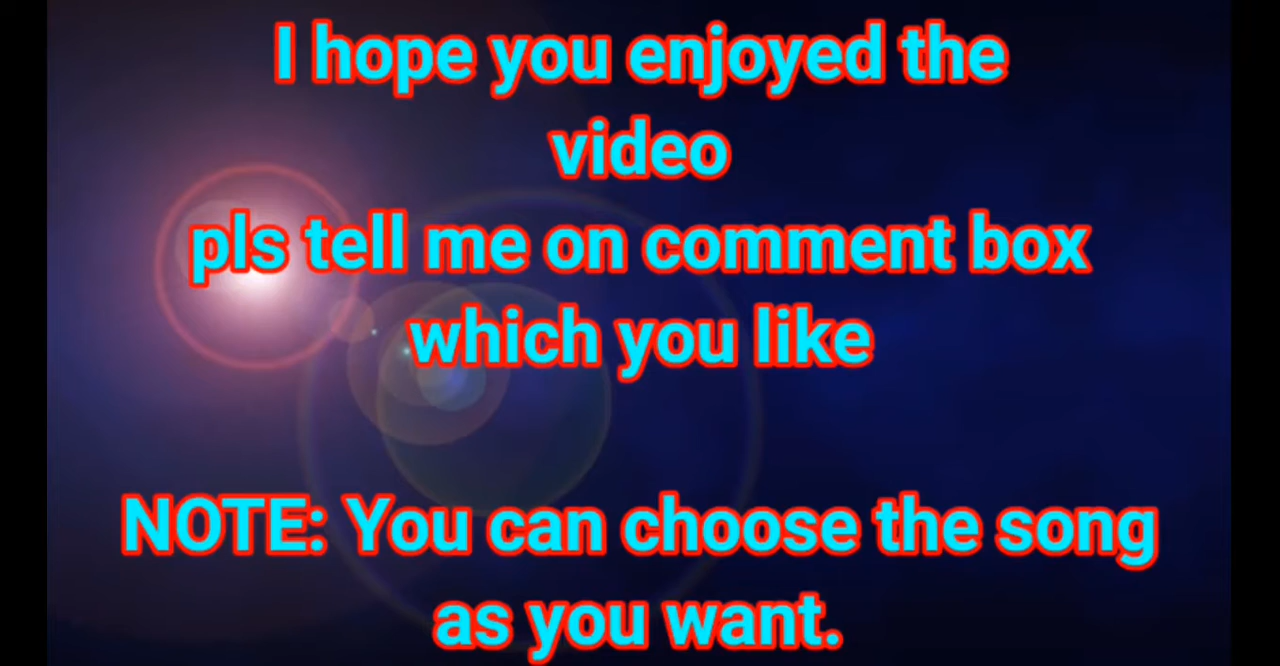 I hope you enjoyed the
video
pls tell me on comment box
which you like
NOTE: You can choose the song
as you want.